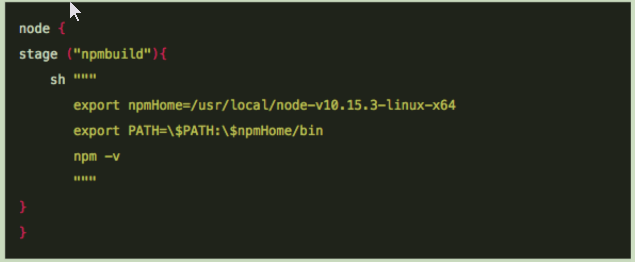 node {
stage ("npmbuild"){
    sh """
       export npmHome=/usr/local/node-v10.15.3-linux-x64
       export PATH=\$PATH:\$npmHome/bin
       npm -v
       """
}
}